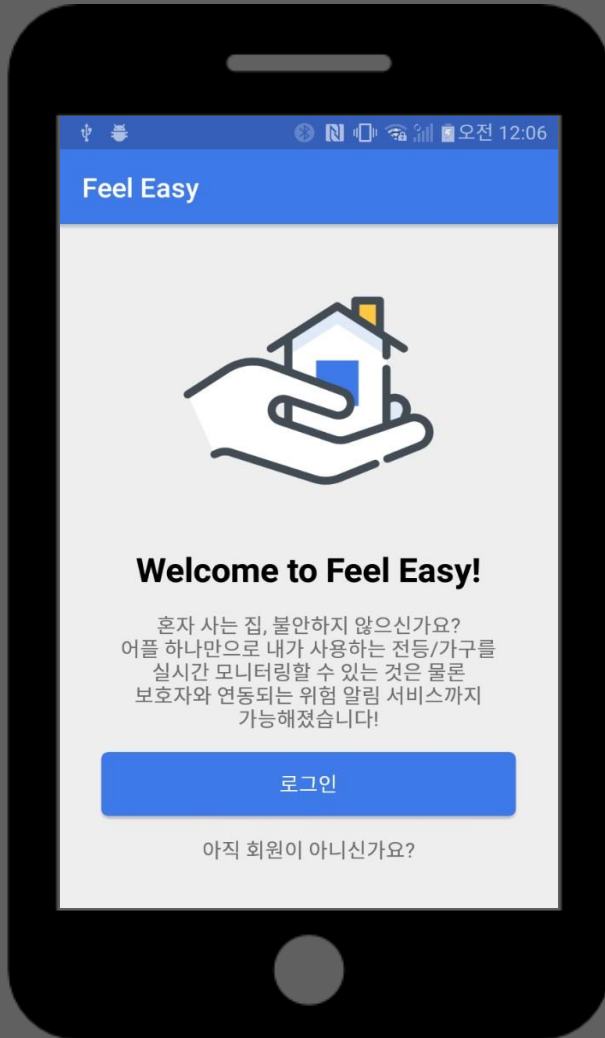 오전 12:06
Feel Easy
Welcome to Feel Easy!
혼자 사는 집, 불안하지 않으신가요?
어플 하나만으로 내가 사용하는 전등/가구를
실시간 모니터링할 수 있는 것은 물론
보호자와 연동되는 위험 알림 서비스까지
가능해졌습니다!
로그인
아직 회원이 아니신가요?